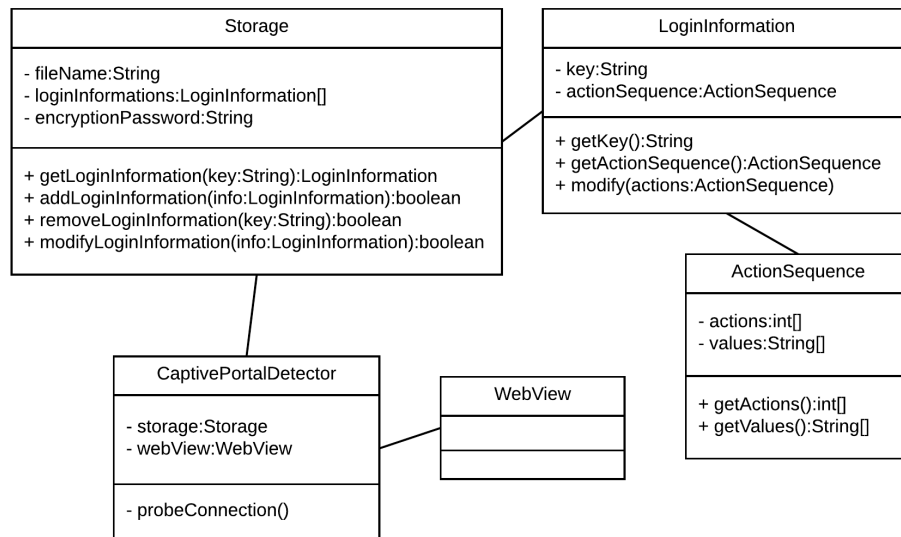 Storage
- fileName:String
- loginInformations:LoginInformation[]
- encryptionPassword:String
+ getLoginInformation(key:String):LoginInformation
+ addLoginInformation(info:LoginInformation):boolean
+ removeLoginInformation(key:String):boolean
+ modifyLoginInformation(info:LoginInformation):boolean
LoginInformation
- key:String
- actionSequence:ActionSequence
+ getKey():String
+ getActionSequence():ActionSequence
+ modify(actions:ActionSequence)
ActionSequence
- actions:int[]
- values:String[]
+ getActions():int[]
+ getValues():String[]
CaptivePortalDetector
- storage:Storage
- webView:WebView
- probeConnection()
WebView